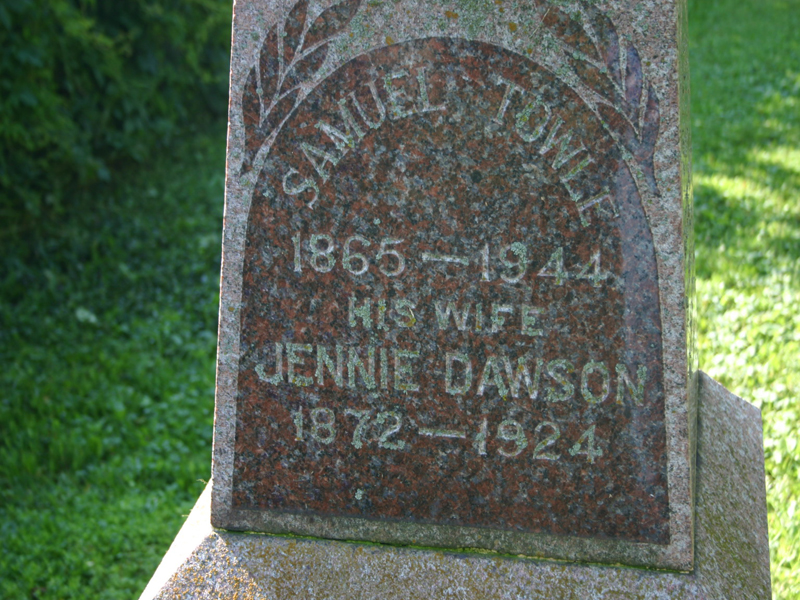 SAMUEL TOWLE
1865 — 1944
HIS WIFE
JENNIE DAWSON
1872 — 1924